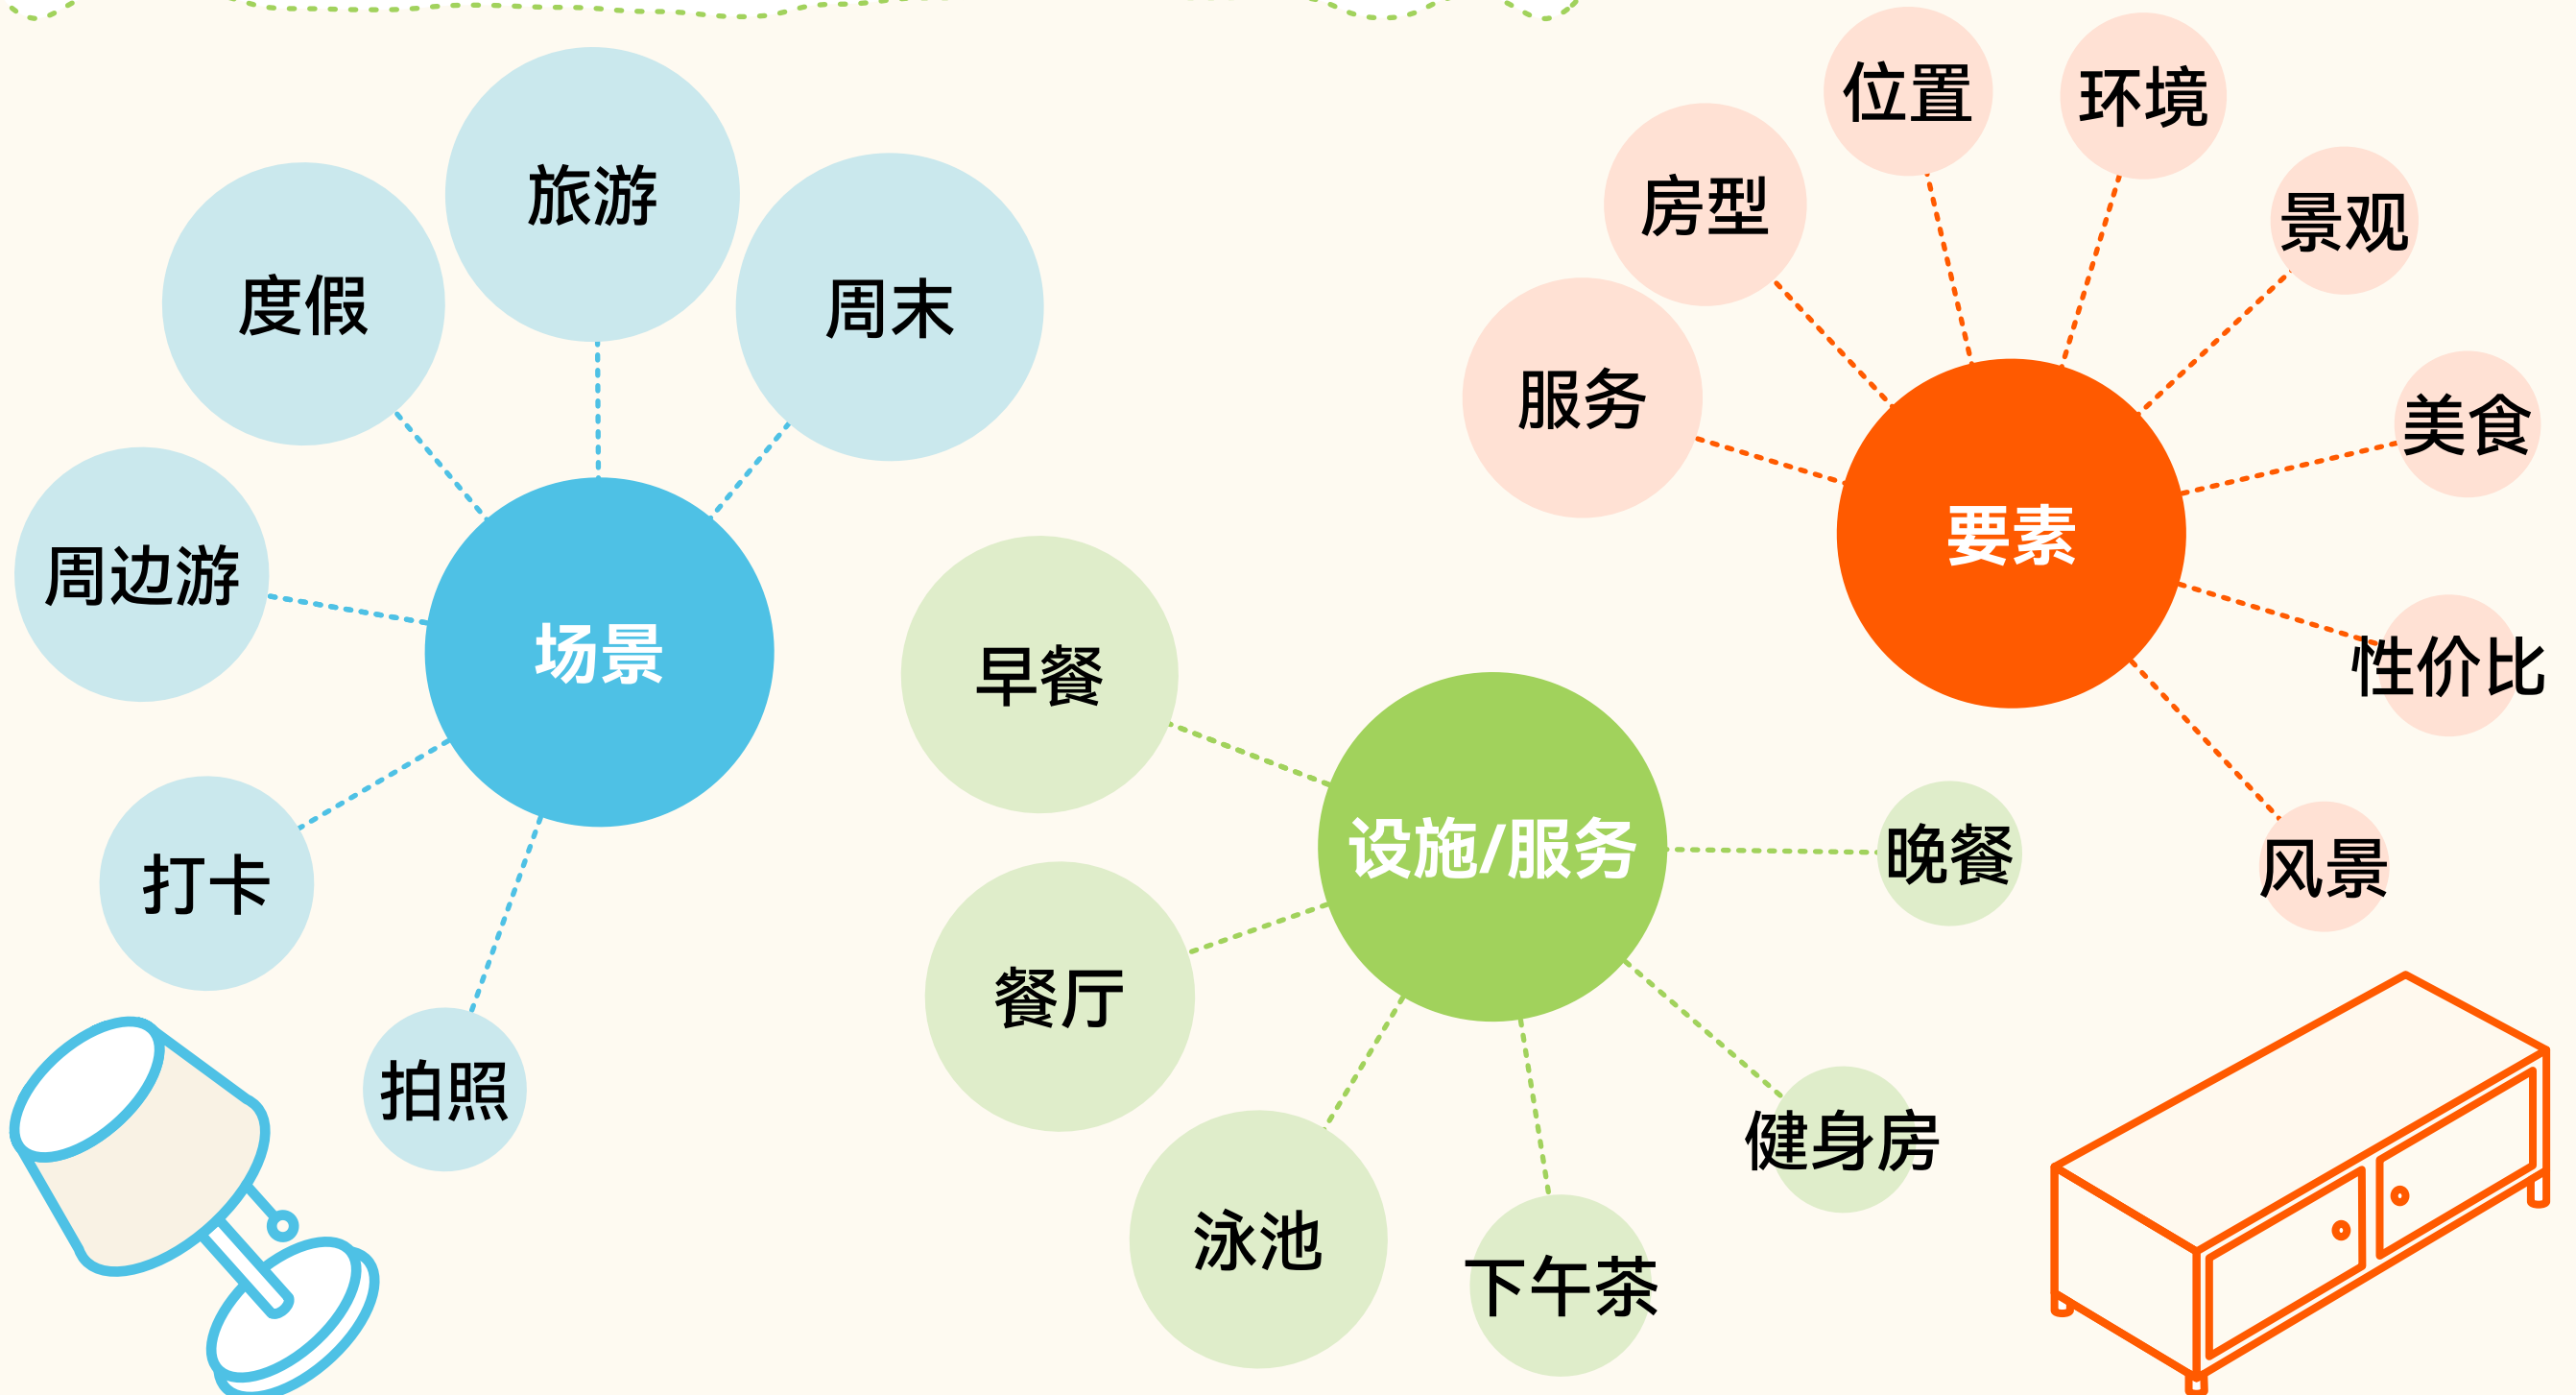 旅游
度假
周末
周边游
场景
打卡
拍照
位置
环境
房型
景观
服务
美食
要素
性价比
风景
早餐
设施/服务
晚餐
餐厅
健身房
泳池
下午茶